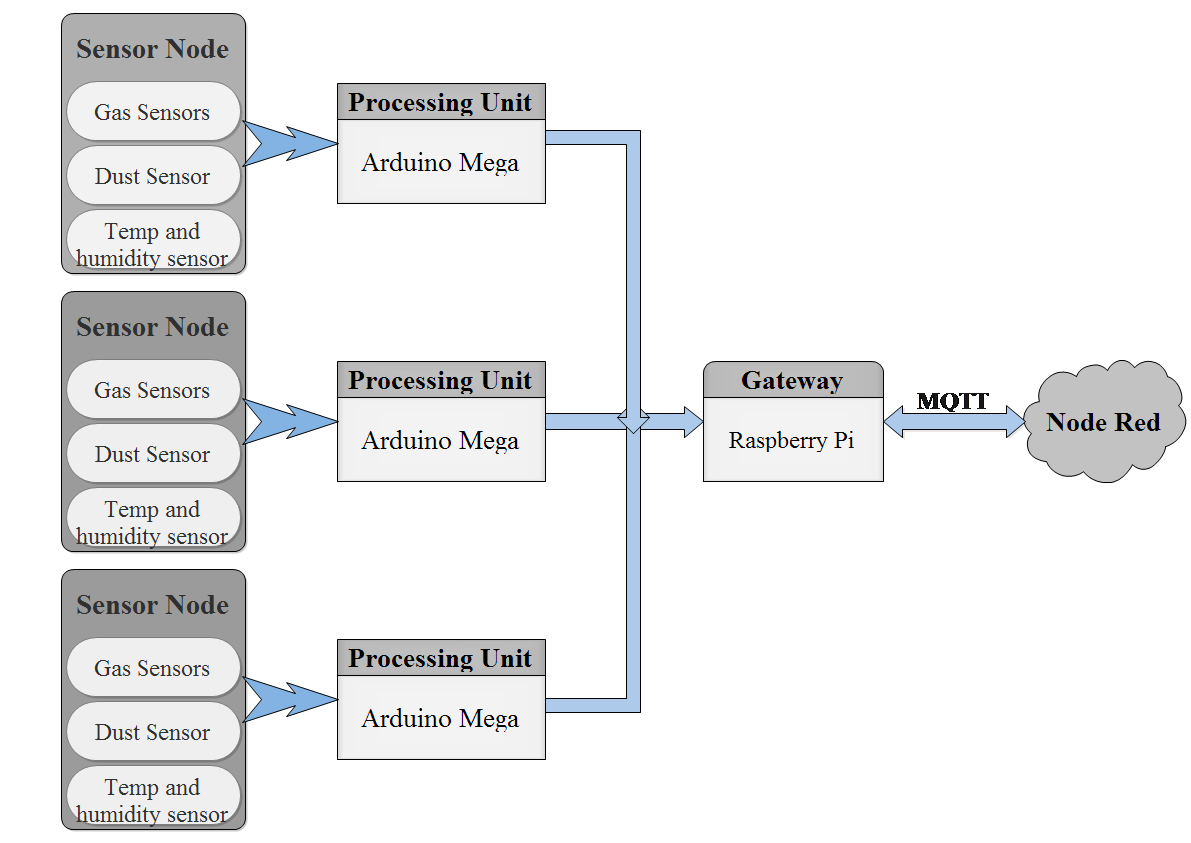 Sensor Node
Gas Sensors
Dust Sensor
Temp and
humidity sensor
Processing Unit
Arduino Mega
Sensor Node
Gas Sensors
Dust Sensor
Temp and
humidity sensor
Processing Unit
Arduino Mega
Gateway
Raspberry Pi
MQTT
Node Red
Sensor Node
Gas Sensors
Dust Sensor
Temp and
humidity sensor
Processing Unit
Arduino Mega